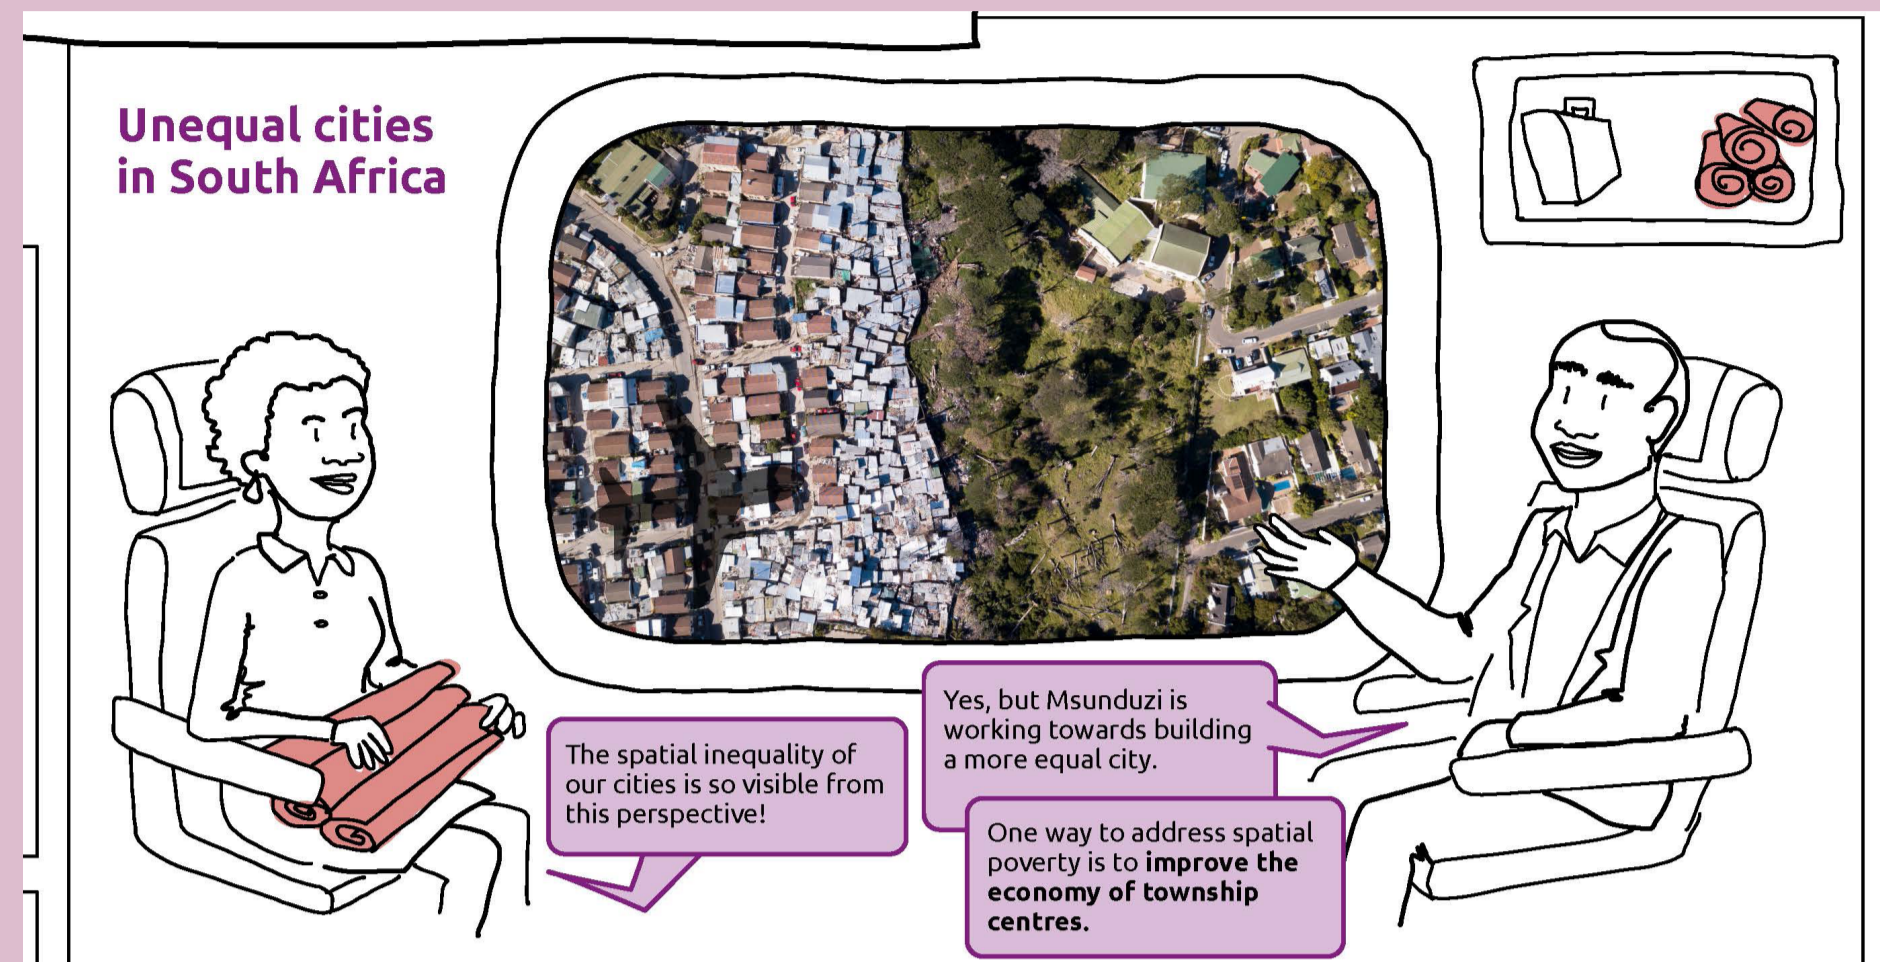 Unequal cities
in South Africa
The spatial inequality of
our cities is so visible from
this perspective!
Yes, but Msunduzi is
working towards building
a more equal city.
One way to address spatial
poverty is to improve the
economy of township
centres.